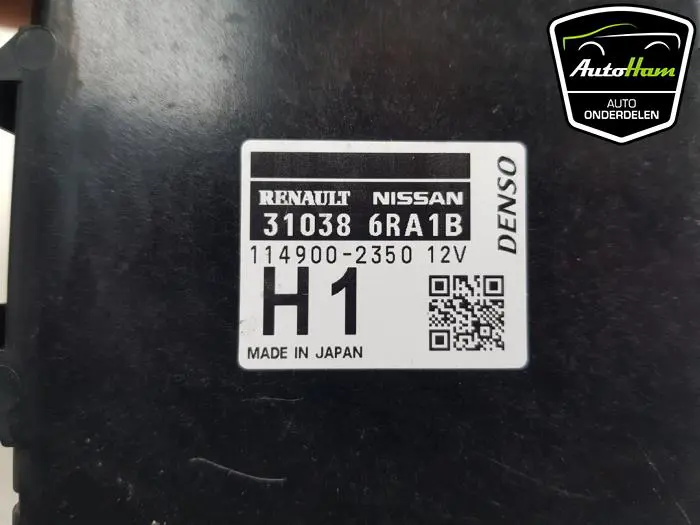 AutoHam
AUTO
ONDERDELEN
RENAULT NISSAN
31038 6RA1B
114900-2350 12V
H1
MADE IN JAPAN
DENSO